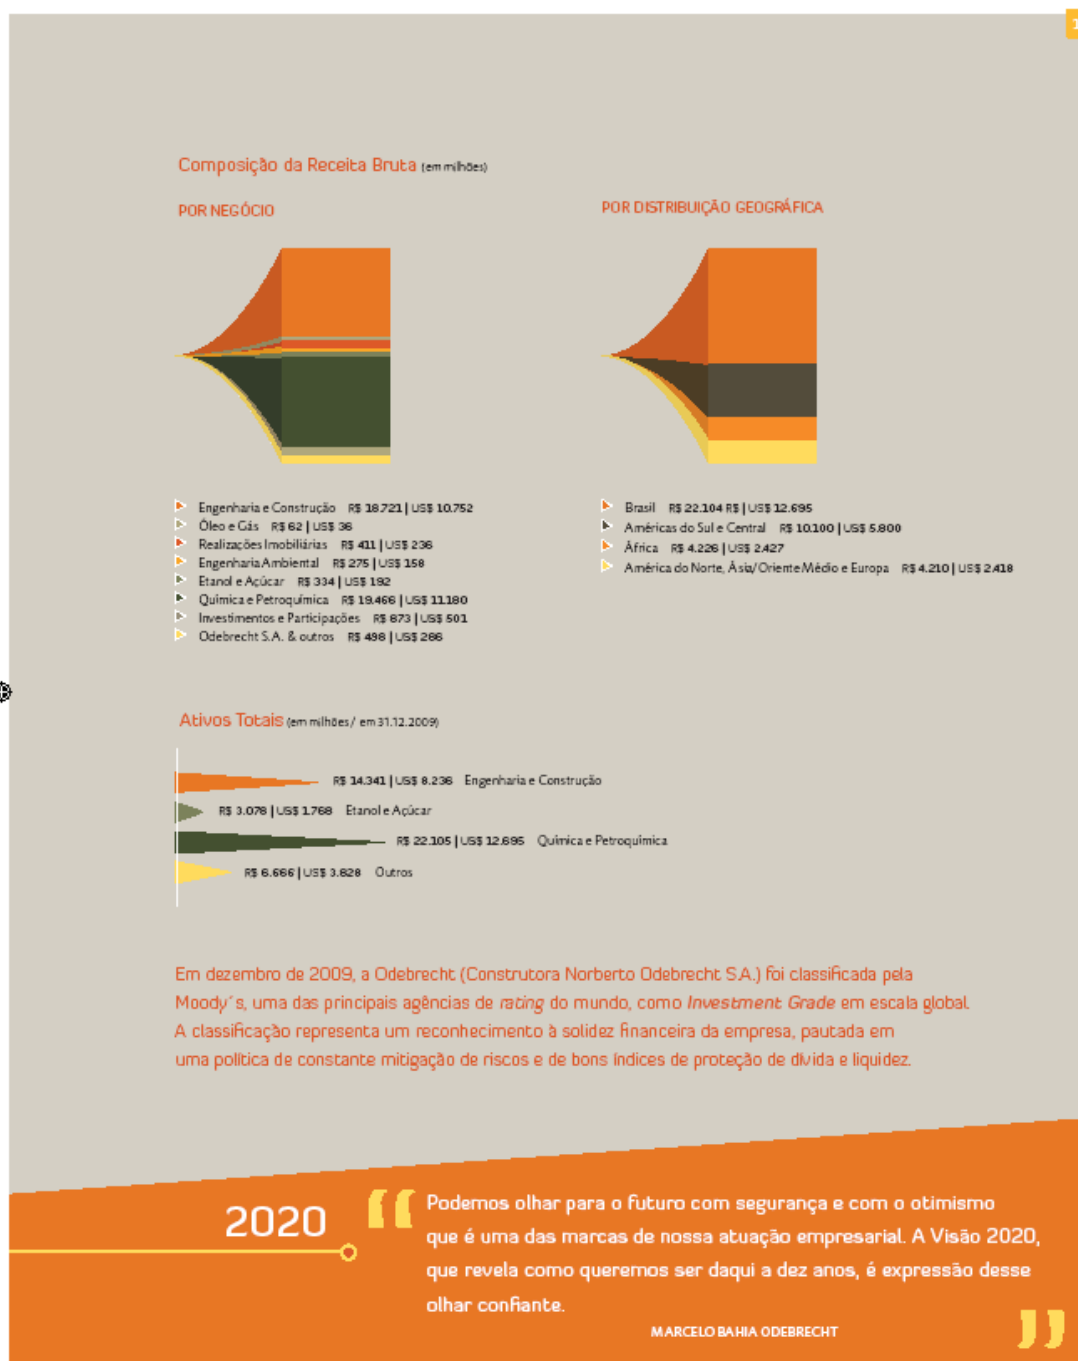 Composição da Receita Bruta (em milhões)
POR NEGÓCIO
Engenharia e Construção R$ 18.721 | US$ 10.752
Óleo e Gás R$ 62 | US$ 36
Realizações Imobiliárias R$ 411 | US$ 236
Engenharia Ambiental R$ 275 | US$ 158
Etanol e Açúcar R$ 334 | US$ 192
Química e Petroquímica R$ 19.466 | US$ 11.180
Investimentos e Participações R$ 873 | US$ 501
Odebrecht S.A. & outros R$ 498 | US$ 286
POR DISTRIBUIÇÃO GEOGRÁFICA
Brasil R$ 22.104 R$ | US$ 12.695
Américas do Sul e Central R$ 10.100 | US$ 5.800
África R$ 4.226 | US$ 2.427
América do Norte, Ásia/Oriente Médio e Europa R$ 4.210 | US$ 2.418
Ativos Totais (em milhões / em 31.12.2009)
R$ 14.341 | US$ 8.236 Engenharia e Construção
R$ 3.078 | US$ 1.768 Etanol e Açúcar
R$ 22.105 | US$ 12.695 Química e Petroquímica
R$ 6.666 | US$ 3.828 Outros
Em dezembro de 2009, a Odebrecht (Construtora Norberto Odebrecht S.A.) foi classificada pela
Moody´s, uma das principais agências de rating do mundo, como Investment Grade em escala global.
A classificação representa um reconhecimento à solidez financeira da empresa, pautada em
uma política de constante mitigação de riscos e de bons índices de proteção de dívida e liquidez.
2020
“Podemos olhar para o futuro com segurança e com o otimismo
que é uma das marcas de nossa atuação empresarial. A Visão 2020,
que revela como queremos ser daqui a dez anos, é expressão desse
olhar confiante.
MARCELO BAHIA ODEBRECHT ”